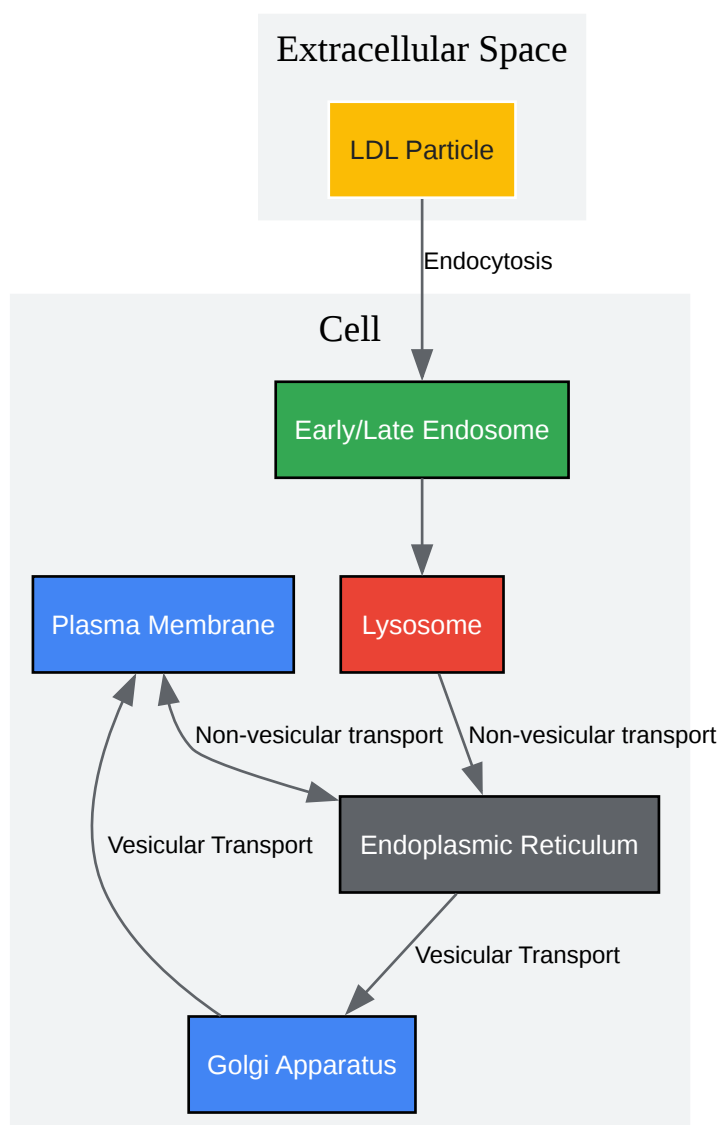 Extracellular Space
LDL Particle
Endocytosis
Cell
Early/Late Endosome
Plasma Membrane
Lysosome
Non-vesicular transport
Non-vesicular transport
Vesicular Transport
Endoplasmic Reticulum
Vesicular Transport
Golgi Apparatus